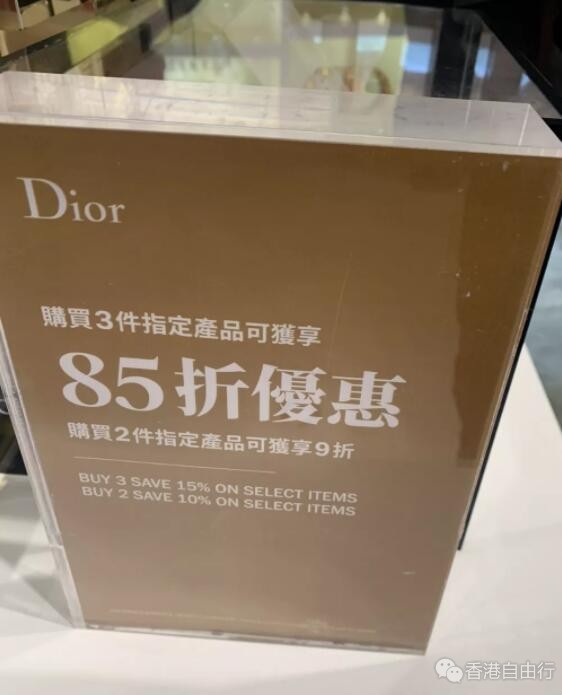 Dior
購買3件指定產品可獲享
85折優惠
購買2件指定產品可獲享9折
BUY 3 SAVE 15% ON SELECT ITEMS
BUY 2 SAVE 10% ON SELECT ITEMS
香港自由行